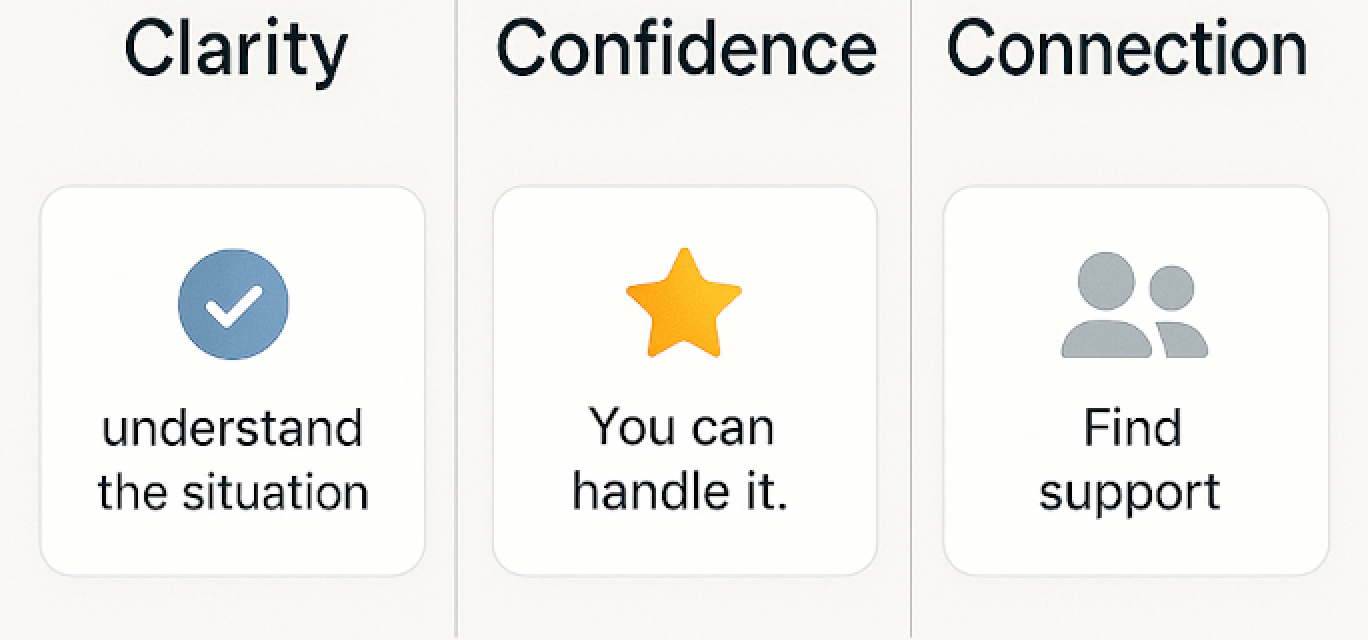 Clarity
understand
the situation
Confidence
You can
handle it.
Connection
Find
support